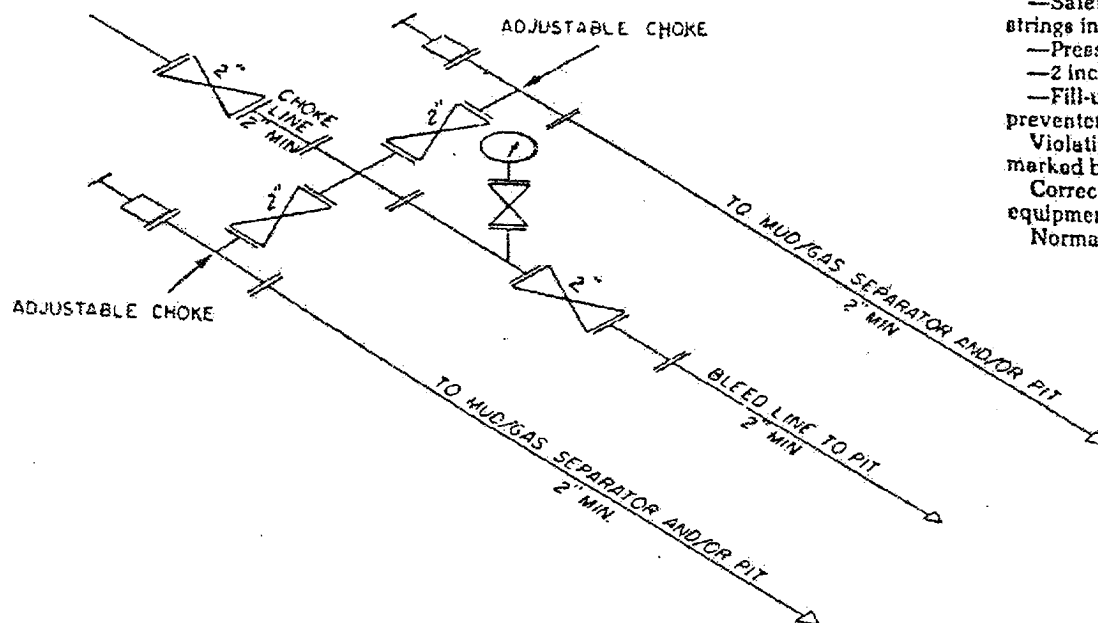 ADJUSTABLE CHOKE
2"
CHOKE
LINE
2" MIN
2"
2"
ADJUSTABLE CHOKE
2"
TO MUD/GAS SEPARATOR AND/OR PIT
2" MIN
BLEED LINE TO PIT
2" MIN
TO MUD/GAS SEPARATOR AND/OR PIT
2" MIN.
strings in
—2 inc
—Fill-u
Violati
marked b
Correc
equipmen
Norma